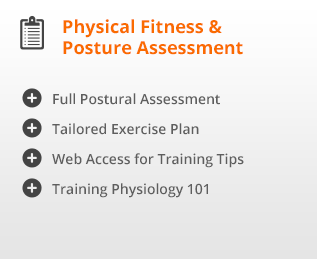 Physical Fitness &
Posture Assessment
Full Postural Assessment
Tailored Exercise Plan
Web Access for Training Tips
Training Physiology 101